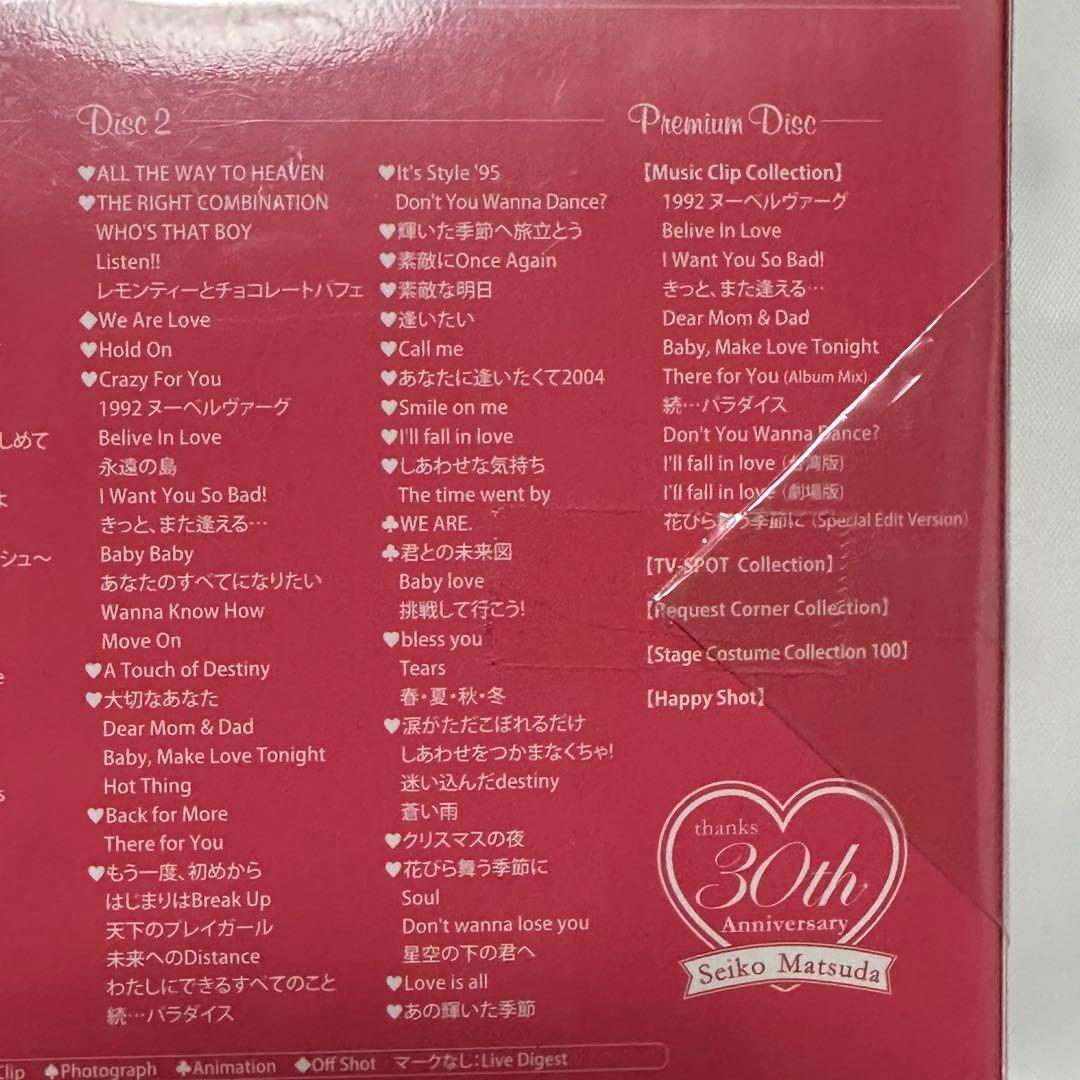 しめて
よ
シュ～
e
s
Disc 2
♥ALL THE WAY TO HEAVEN
♥THE RIGHT COMBINATION
WHO'S THAT BOY
Listen!!
レモンティーとチョコレートパフェ
◆We Are Love
♥Hold On
♥Crazy For You
1992 ヌーベルヴァーグ
Belive In Love
永遠の島
I Want You So Bad!
きっと、また逢える…
Baby Baby
あなたのすべてになりたい
Wanna Know How
Move On
♥A Touch of Destiny
♥大切なあなた
Dear Mom & Dad
Baby, Make Love Tonight
Hot Thing
♥Back for More
There for You
♥もう一度、初めから
はじまりはBreak Up
天下のプレイガール
未来へのDistance
わたしにできるすべてのこと
続…パラダイス
♥It's Style '95
Don't You Wanna Dance?
♥輝いた季節へ旅立とう
♥素敵にOnce Again
♥素敵な明日
♥逢いたい
♥Call me
♥あなたに逢いたくて2004
♥Smile on me
♥I'll fall in love
♥しあわせな気持ち
The time went by
♣WE ARE.
♣君との未来図
Baby love
挑戦して行こう!
♥bless you
Tears
春・夏・秋・冬
♥涙がただこぼれるだけ
しあわせをつかまなくちゃ!
迷い込んだdestiny
蒼い雨
♥クリスマスの夜
♥花びら舞う季節に
Soul
Don't wanna lose you
星空の下の君へ
♥Love is all
♥あの輝いた季節
Premium Disc
【Music Clip Collection】
1992 ヌーベルヴァーグ
Belive In Love
I Want You So Bad!
きっと、また逢える…
Dear Mom & Dad
Baby, Make Love Tonight
There for You (Album Mix)
続…パラダイス
Don't You Wanna Dance?
I'll fall in love (台湾版)
I'll fall in love (劇場版)
花びら舞う季節に (Special Edit Version)
【TV-SPOT Collection】
【Request Corner Collection】
【Stage Costume Collection 100】
【Happy Shot】
thanks
30th
Anniversary
Seiko Matsuda
Clip ♠Photograph ♣Animation ◆Off Shot マークなし:Live Digest